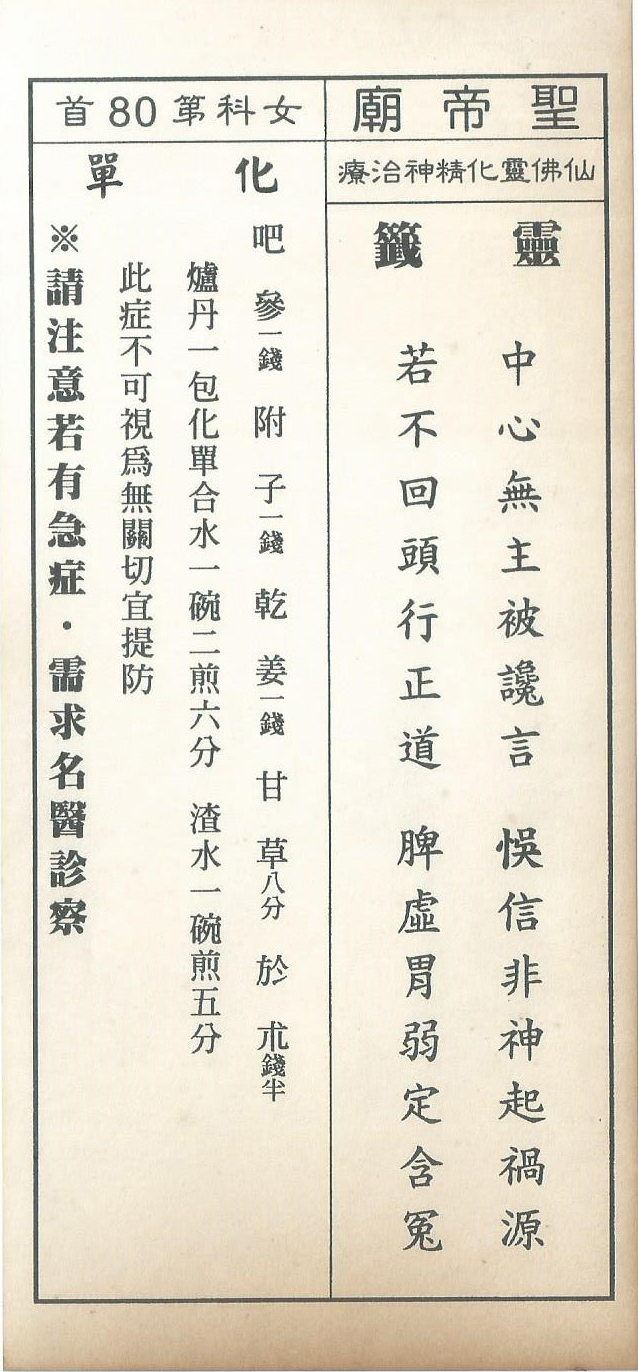 聖帝廟
仙佛靈化精神治療
靈籤
中心無主被讒言 悞信非神起禍源
若不回頭行正道 脾虛胃弱定含冤
女科第80首
化單
吧參一錢 附子一錢 乾姜一錢 甘草八分 於朮錢半
爐丹一包化單合水一碗二煎六分 渣水一碗煎五分
此症不可視爲無關切宜提防
※請注意若有急症・需求名醫診察